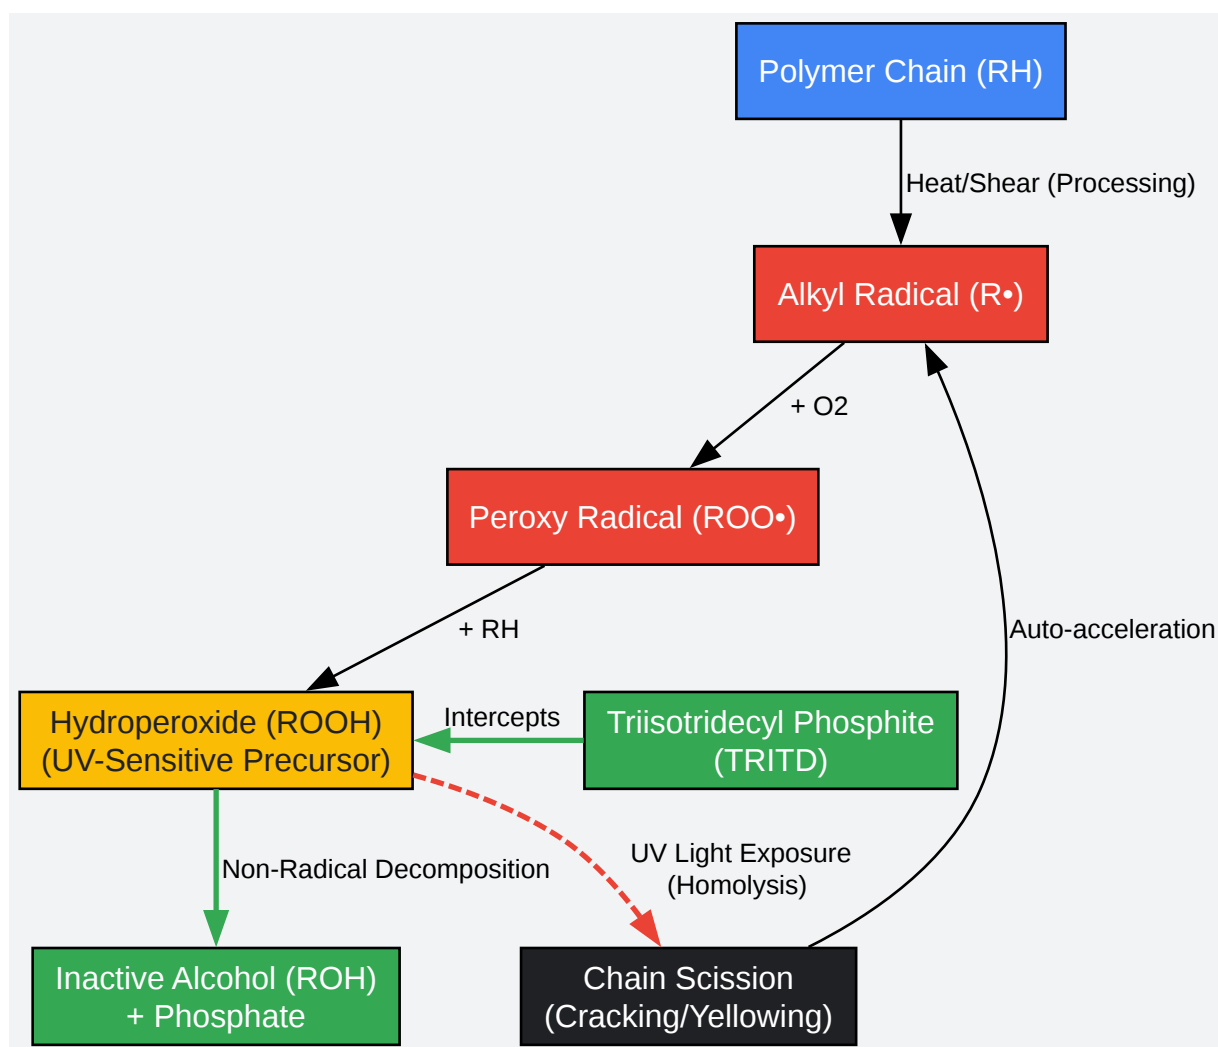 Polymer Chain (RH)
Heat/Shear (Processing)
Alkyl Radical (R•)
+ O2
Peroxy Radical (ROO•)
+ RH
Auto-acceleration
Hydroperoxide (ROOH)
(UV-Sensitive Precursor)
Intercepts
Triisotridecyl Phosphite
(TRITD)
Non-Radical Decomposition
UV Light Exposure
(Homolysis)
Inactive Alcohol (ROH)
+ Phosphate
Chain Scission
(Cracking/Yellowing)